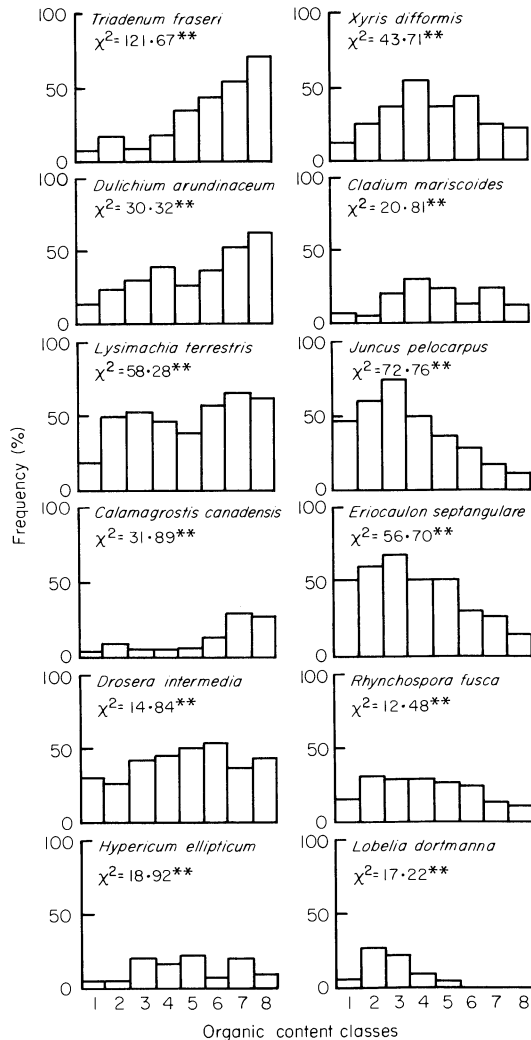 Triadenum fraseri
χ²=121·67**
Xyris difformis
χ²=43·71**
100
50
0
100
50
0
Dulichium arundinaceum
χ²=30·32**
Cladium mariscoides
χ²=20·81**
100
50
0
100
50
0
Lysimachia terrestris
χ²=58·28**
Juncus pelocarpus
χ²=72·76**
100
50
0
100
50
0
Calamagrostis canadensis
χ²=31·89**
Eriocaulon septangulare
χ²=56·70**
100
50
0
100
50
0
Drosera intermedia
χ²=14·84**
Rhynchospora fusca
χ²=12·48**
100
50
0
100
50
0
Hypericum ellipticum
χ²=18·92**
Lobelia dortmanna
χ²=17·22**
100
50
0
100
50
0
1 2 3 4 5 6 7 8
1 2 3 4 5 6 7 8
Frequency (%)
Organic content classes